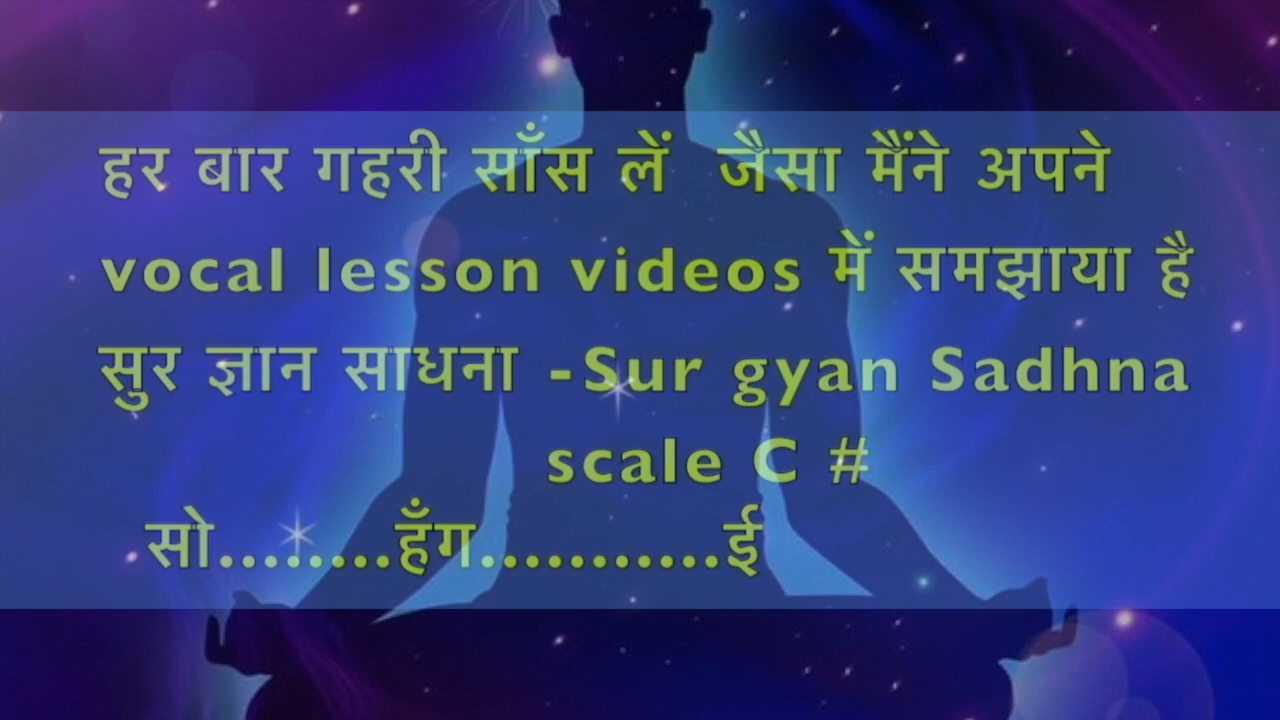 हर बार गहरी साँस लें जैसा मैंने अपने
vocal lesson videos में समझाया है
सुर ज्ञान साधना -Sur gyan Sadhna
scale C #
सो........हँग...........ई